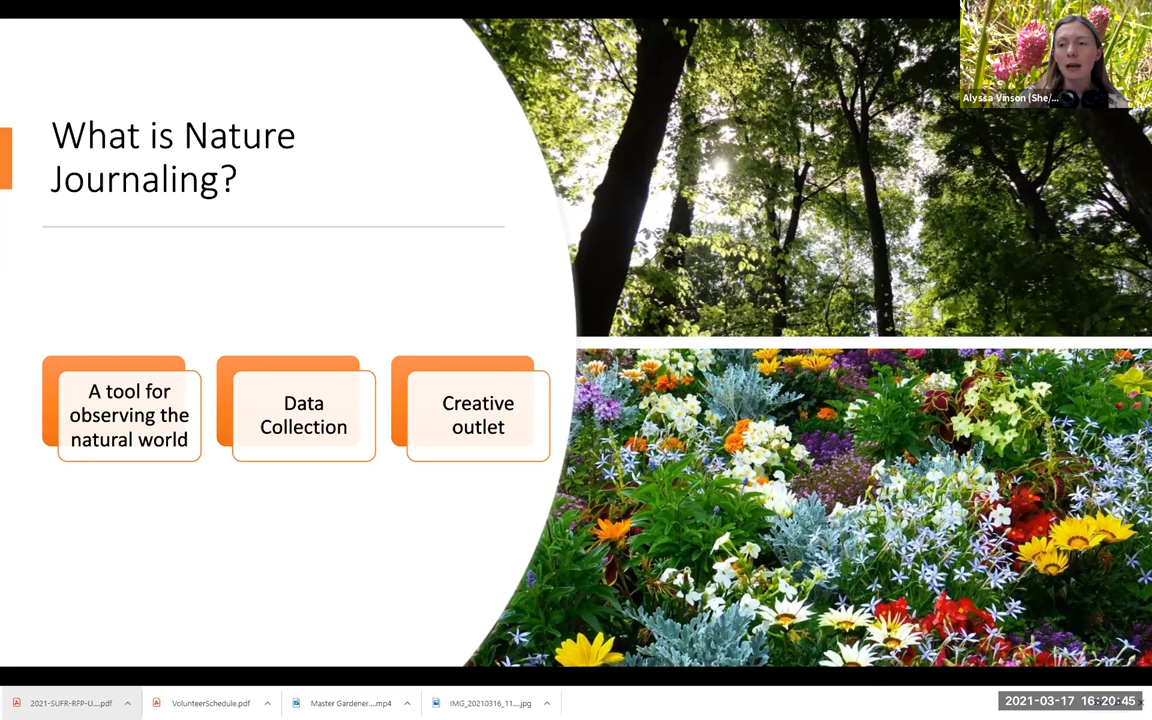 Alyssa Vinson (She/...
What is Nature
Journaling?
A tool for
observing the
natural world
Data
Collection
Creative
outlet
2021-SUFR-RFP-U....pdf
VolunteerSchedule.pdf
Master Gardener....mp4
IMG_20210316_11....jpg
2021-03-17 16:20:45